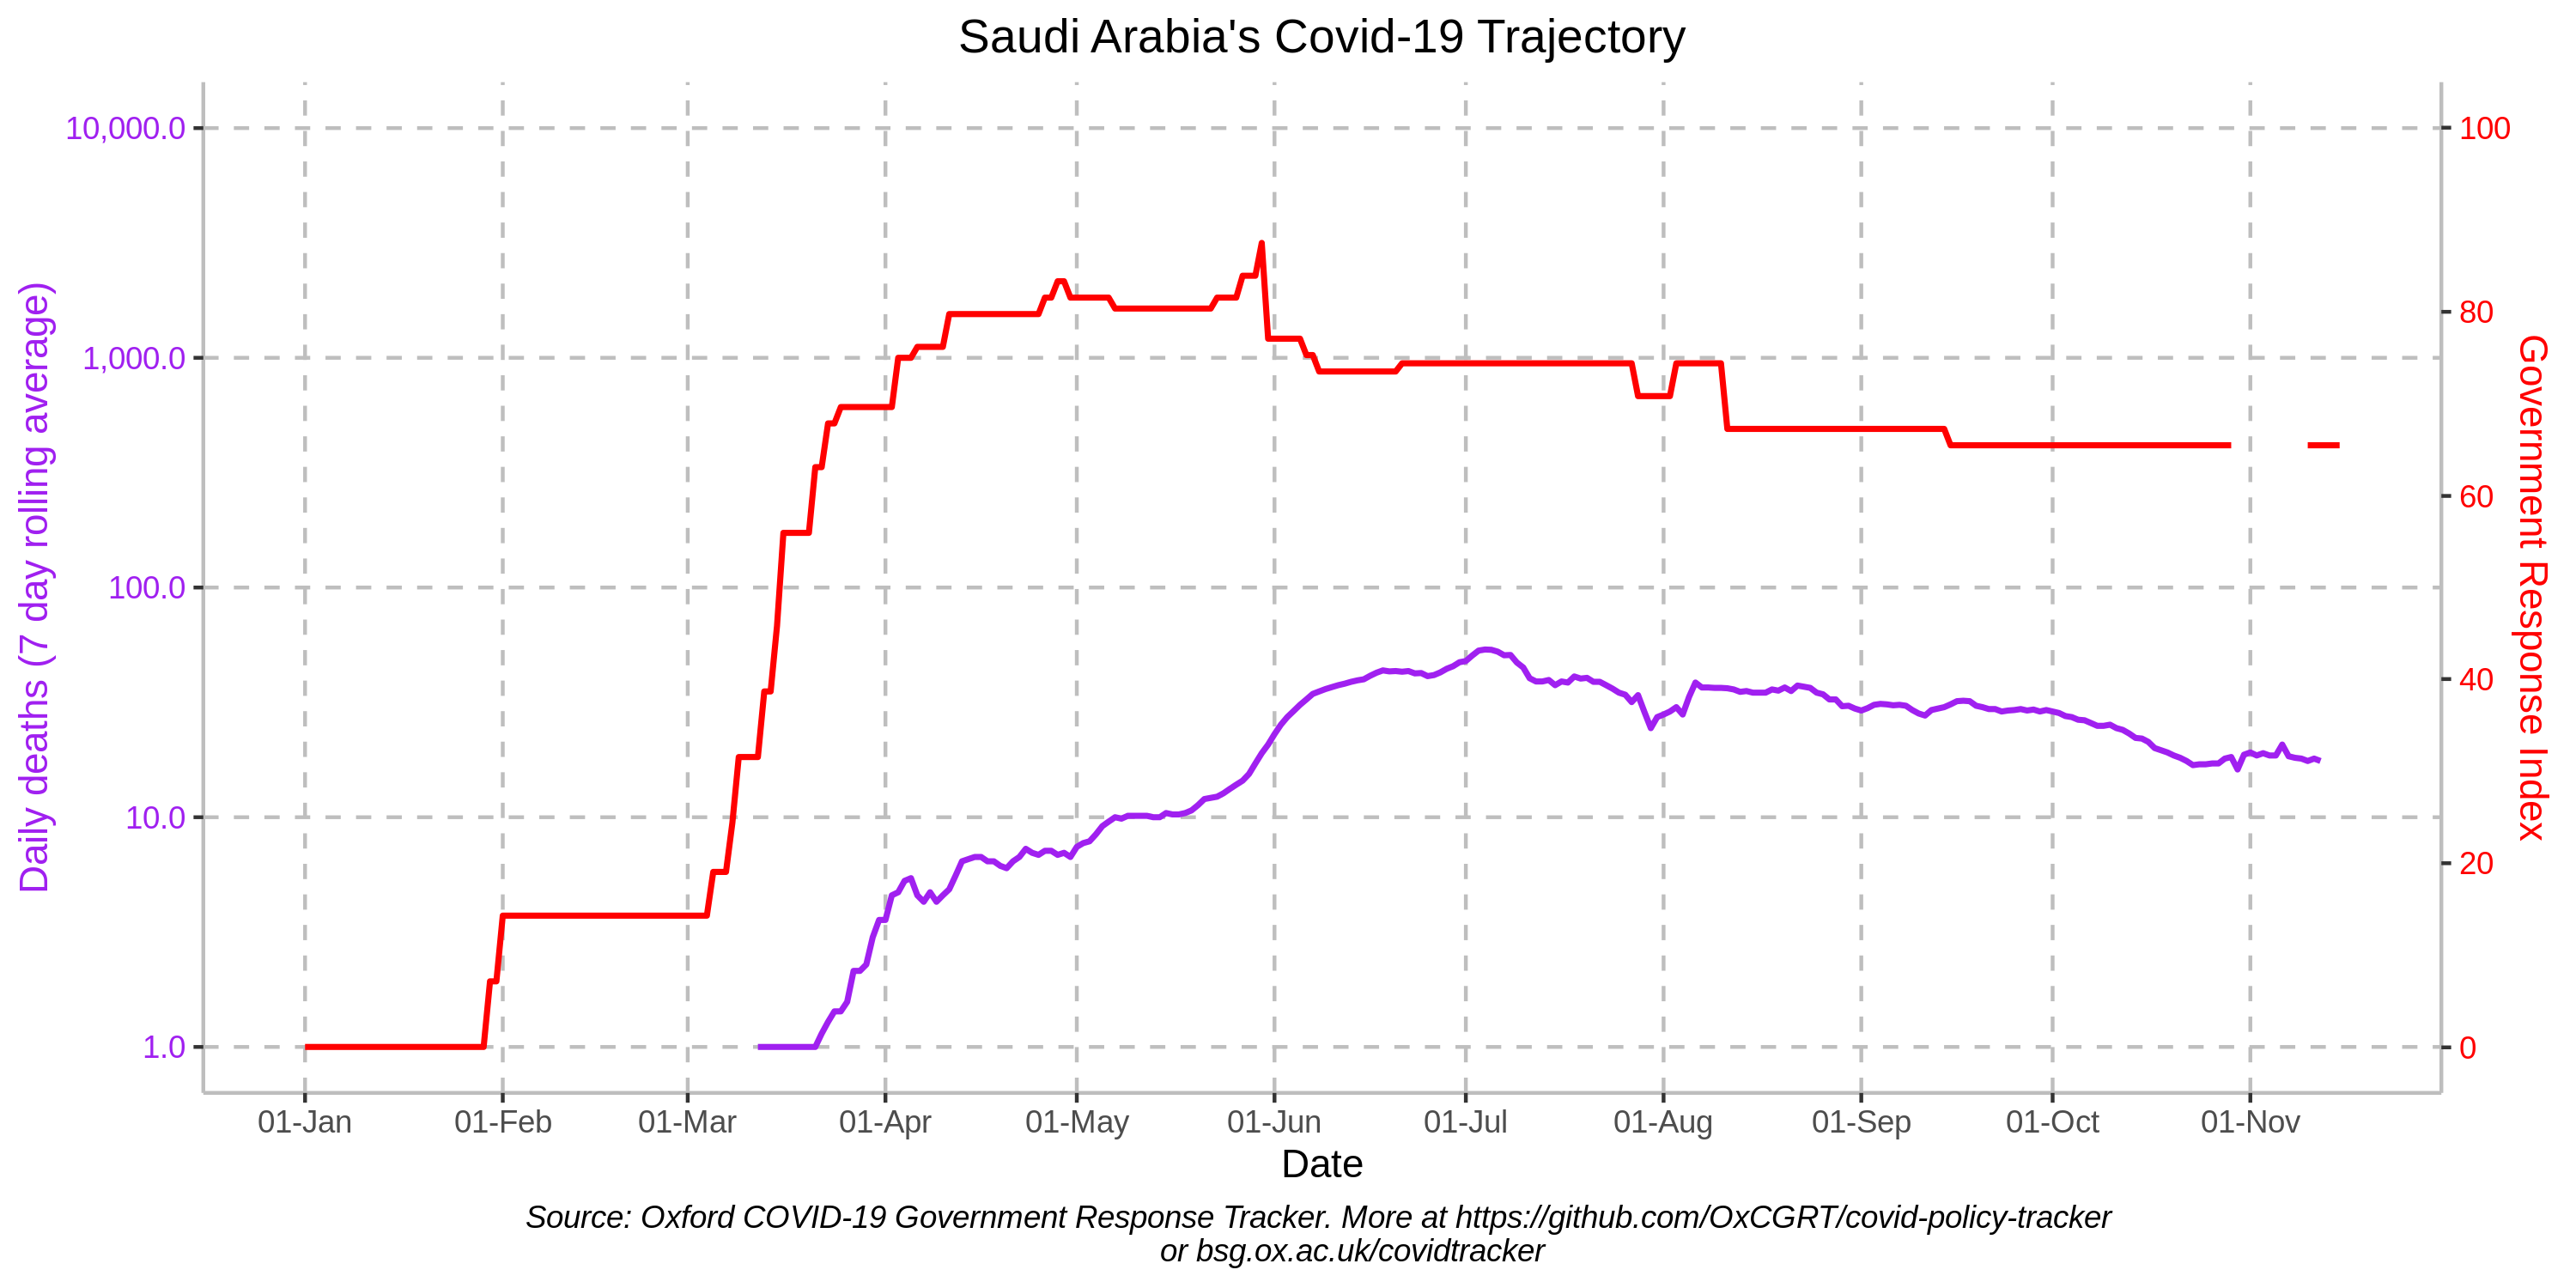 Saudi Arabia's Covid-19 Trajectory
10,000.0
1,000.0
100.0
10.0
1.0
Daily deaths (7 day rolling average)
100
80
60
40
20
0
Government Response Index
01-Jan 01-Feb 01-Mar 01-Apr 01-May 01-Jun 01-Jul 01-Aug 01-Sep 01-Oct 01-Nov
Date
Source: Oxford COVID-19 Government Response Tracker. More at https://github.com/OxCGRT/covid-policy-tracker
or bsg.ox.ac.uk/covidtracker